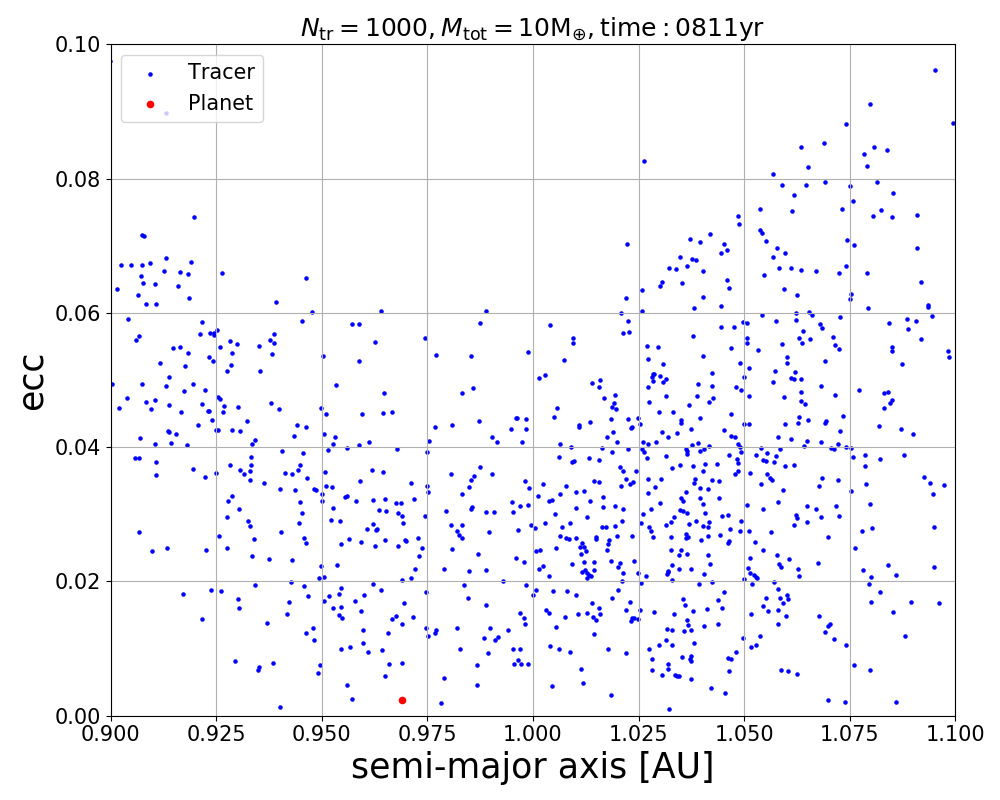 N_tr = 1000, M_tot = 10M_⊕, time : 0811yr
Tracer
Planet
0.10
0.08
0.06
0.04
0.02
0.00
ecc
0.900 0.925 0.950 0.975 1.000 1.025 1.050 1.075 1.100
semi-major axis [AU]